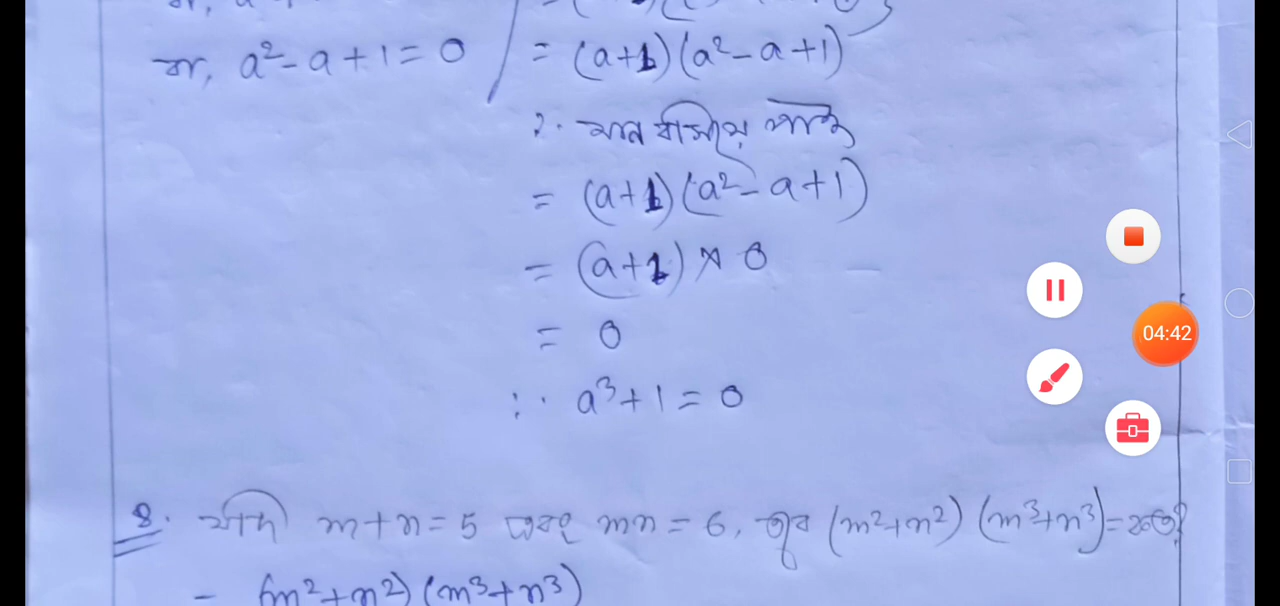 বা, a²-a+1=0
= (a+1)(a²-a+1)
∴ মান বসিয়ে পাই
= (a+1)(a²-a+1)
= (a+1) × 0
= 0
∴ a³+1=0
৪. যদি m+n=5 এবং mn=6, তবে (m²+n²)(m³+n³)=কত?
- (m²+n²)(m³+n³)
04:42